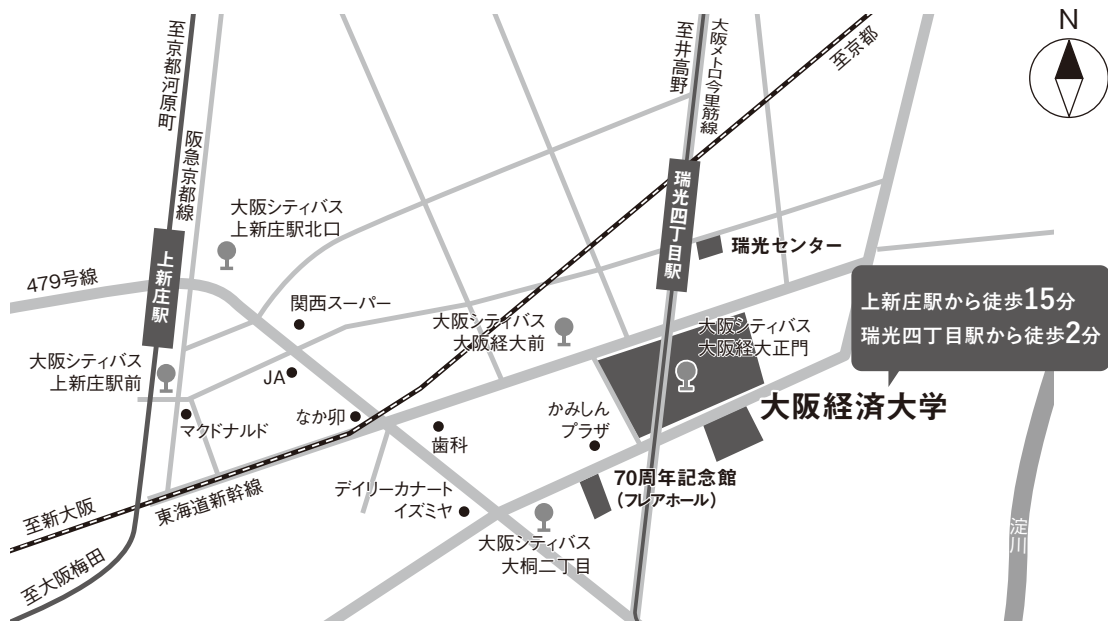 N
至京都河原町
阪急京都線
大阪メトロ今里筋線
至井高野
至京都
大阪シティバス
上新庄駅北口
瑞光四丁目駅
瑞光センター
上新庄駅
479号線
関西スーパー
大阪シティバス
大阪経大前
大阪シティバス
大阪経大正門
上新庄駅から徒歩15分
瑞光四丁目駅から徒歩2分
大阪シティバス
上新庄駅前
JA
大阪経済大学
マクドナルド
なか卯
歯科
かみしん
プラザ
70周年記念館
(フレアホール)
デイリーカナート
イズミヤ
東海道新幹線
至新大阪
大阪シティバス
大桐二丁目
淀川
至大阪梅田